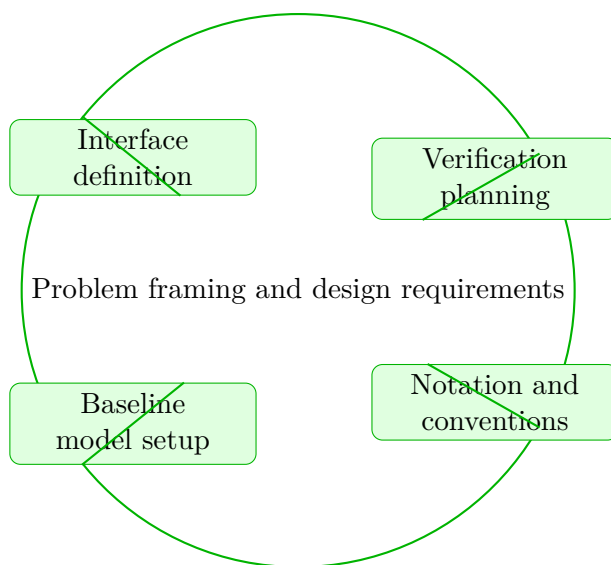 Interface
definition
Verification
planning
Problem framing and design requirements
Baseline
model setup
Notation and
conventions